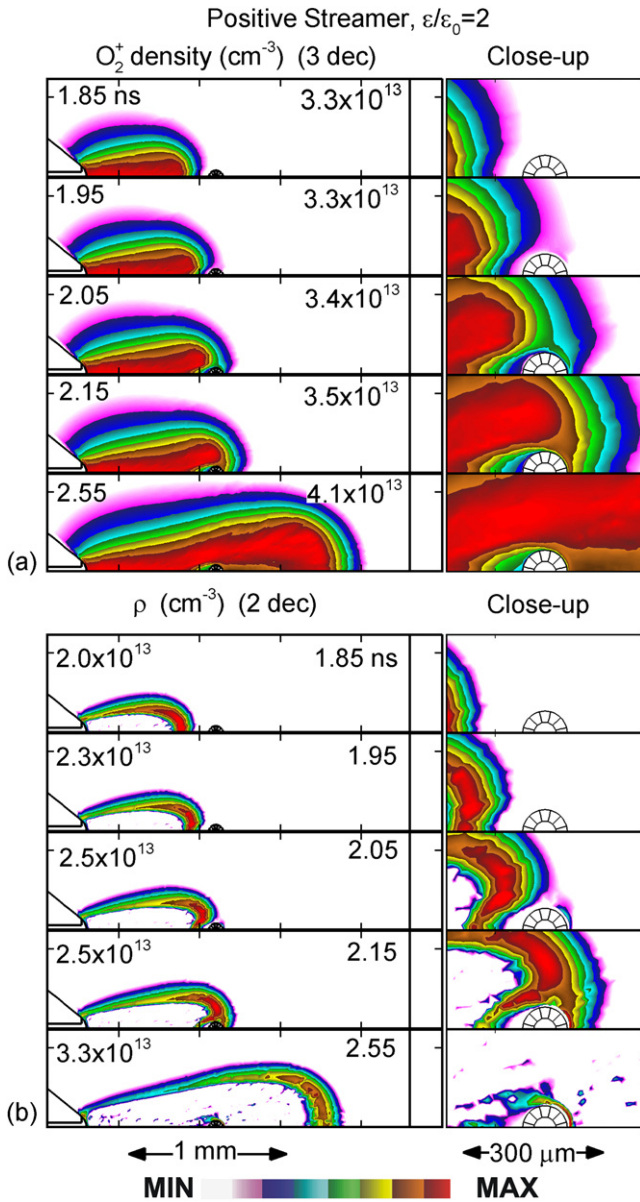 Positive Streamer, ε/ε₀=2
O₂⁺ density (cm⁻³) (3 dec) Close-up
1.85 ns 3.3x10¹³
1.95 3.3x10¹³
2.05 3.4x10¹³
2.15 3.5x10¹³
2.55 4.1x10¹³
(a)
ρ (cm⁻³) (2 dec) Close-up
2.0x10¹³ 1.85 ns
2.3x10¹³ 1.95
2.5x10¹³ 2.05
2.5x10¹³ 2.15
3.3x10¹³ 2.55
(b)
1 mm 300 μm
MIN MAX